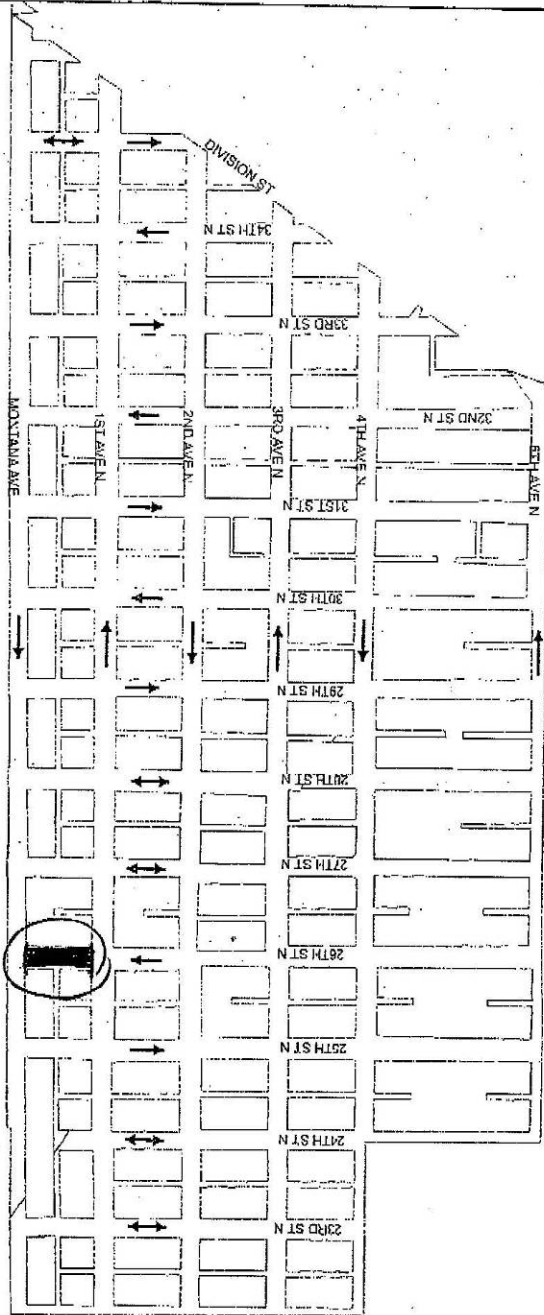 DIVISION ST
34TH ST N
33RD ST N
32ND ST N
MONTANA AVE
1ST AVE N
2ND AVE N
3RD AVE N
4TH AVE N
6TH AVE N
31ST ST N
30TH ST N
29TH ST N
28TH ST N
27TH ST N
26TH ST N
25TH ST N
24TH ST N
23RD ST N